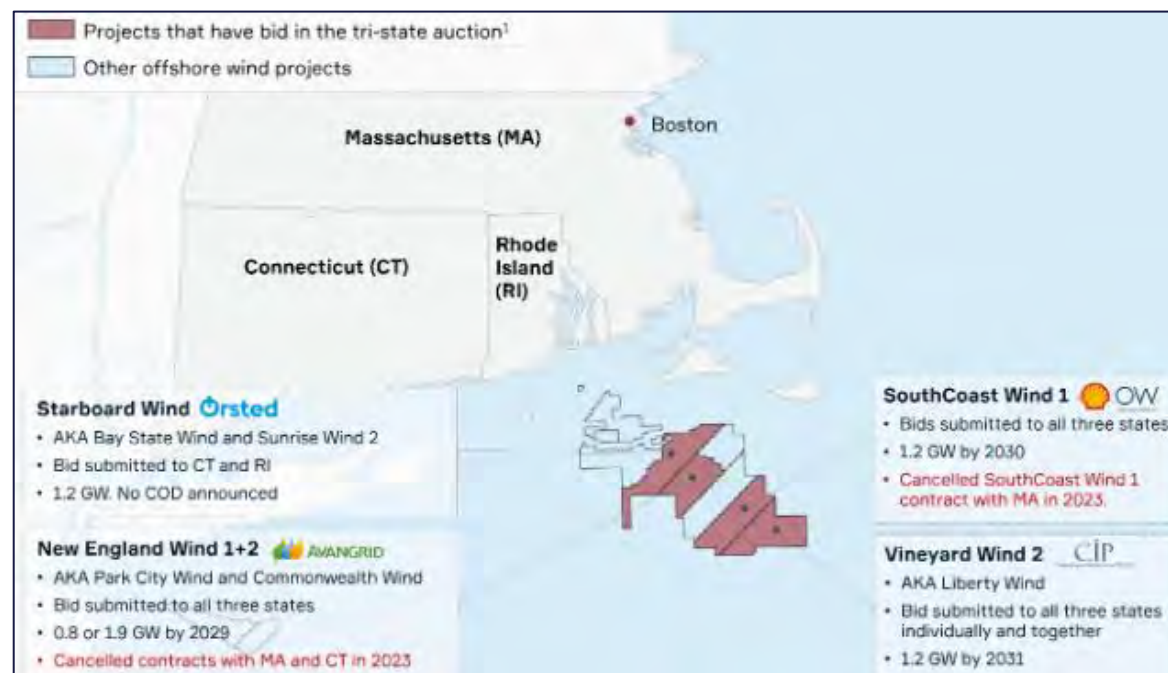 Projects that have bid in the tri-state auction¹
Other offshore wind projects
Massachusetts (MA)
Boston
Connecticut (CT)
Rhode
Island
(RI)
Starboard Wind Ørsted
• AKA Bay State Wind and Sunrise Wind 2
• Bid submitted to CT and RI
• 1.2 GW. No COD announced
New England Wind 1+2 AVANGRID
• AKA Park City Wind and Commonwealth Wind
• Bid submitted to all three states
• 0.8 or 1.9 GW by 2029
• Cancelled contracts with MA and CT in 2023
SouthCoast Wind 1 OW
• Bids submitted to all three states
• 1.2 GW by 2030
• Cancelled SouthCoast Wind 1
contract with MA in 2023.
Vineyard Wind 2 CIP
• AKA Liberty Wind
• Bid submitted to all three states
individually and together
• 1.2 GW by 2031